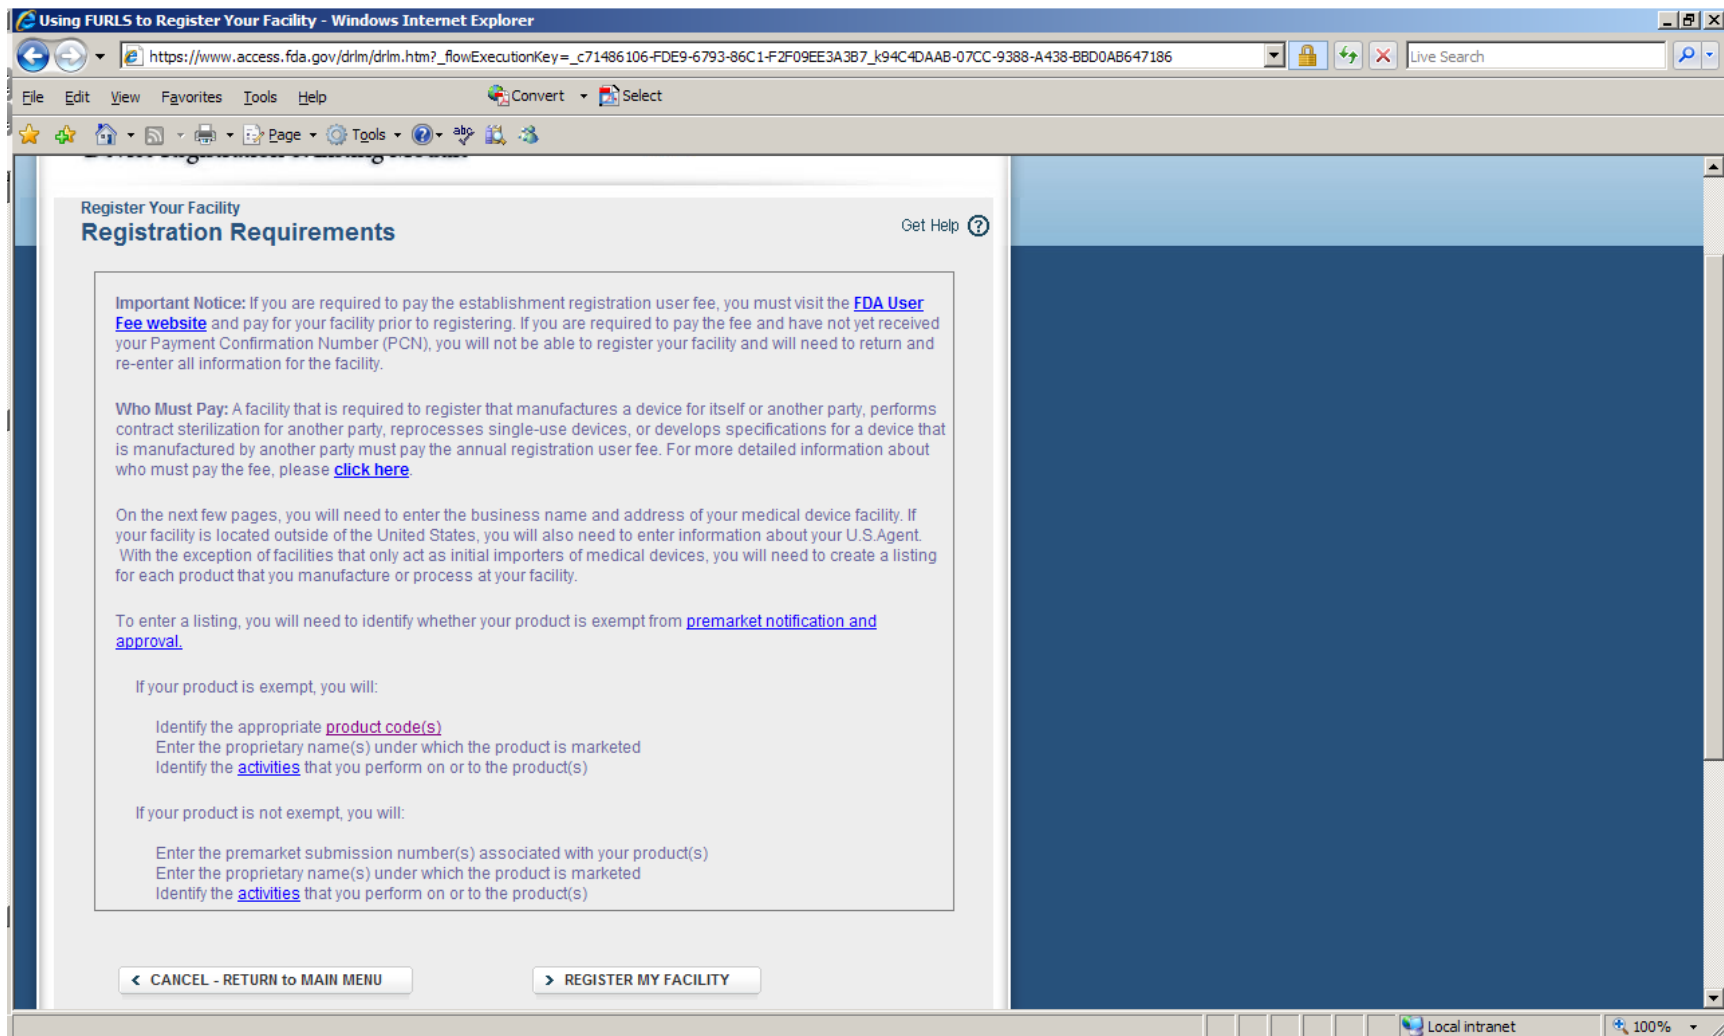 Using FURLS to Register Your Facility - Windows Internet Explorer
https://www.access.fda.gov/drlm/drlm.htm?_flowExecutionKey=_c71486106-FDE9-6793-86C1-F2F09EE3A3B7_k94C4DAAB-07CC-9388-A438-BBD0AB647186
Live Search
File Edit View Favorites Tools Help Convert Select
Page Tools
Device Registration & Listing Module
Register Your Facility
Registration Requirements
Get Help ?
Important Notice: If you are required to pay the establishment registration user fee, you must visit the FDA User
Fee website and pay for your facility prior to registering. If you are required to pay the fee and have not yet received
your Payment Confirmation Number (PCN), you will not be able to register your facility and will need to return and
re-enter all information for the facility.
Who Must Pay: A facility that is required to register that manufactures a device for itself or another party, performs
contract sterilization for another party, reprocesses single-use devices, or develops specifications for a device that
is manufactured by another party must pay the annual registration user fee. For more detailed information about
who must pay the fee, please click here.
On the next few pages, you will need to enter the business name and address of your medical device facility. If
your facility is located outside of the United States, you will also need to enter information about your U.S.Agent.
With the exception of facilities that only act as initial importers of medical devices, you will need to create a listing
for each product that you manufacture or process at your facility.
To enter a listing, you will need to identify whether your product is exempt from premarket notification and
approval.
If your product is exempt, you will:
Identify the appropriate product code(s)
Enter the proprietary name(s) under which the product is marketed
Identify the activities that you perform on or to the product(s)
If your product is not exempt, you will:
Enter the premarket submission number(s) associated with your product(s)
Enter the proprietary name(s) under which the product is marketed
Identify the activities that you perform on or to the product(s)
< CANCEL - RETURN to MAIN MENU
> REGISTER MY FACILITY
Local intranet
100%